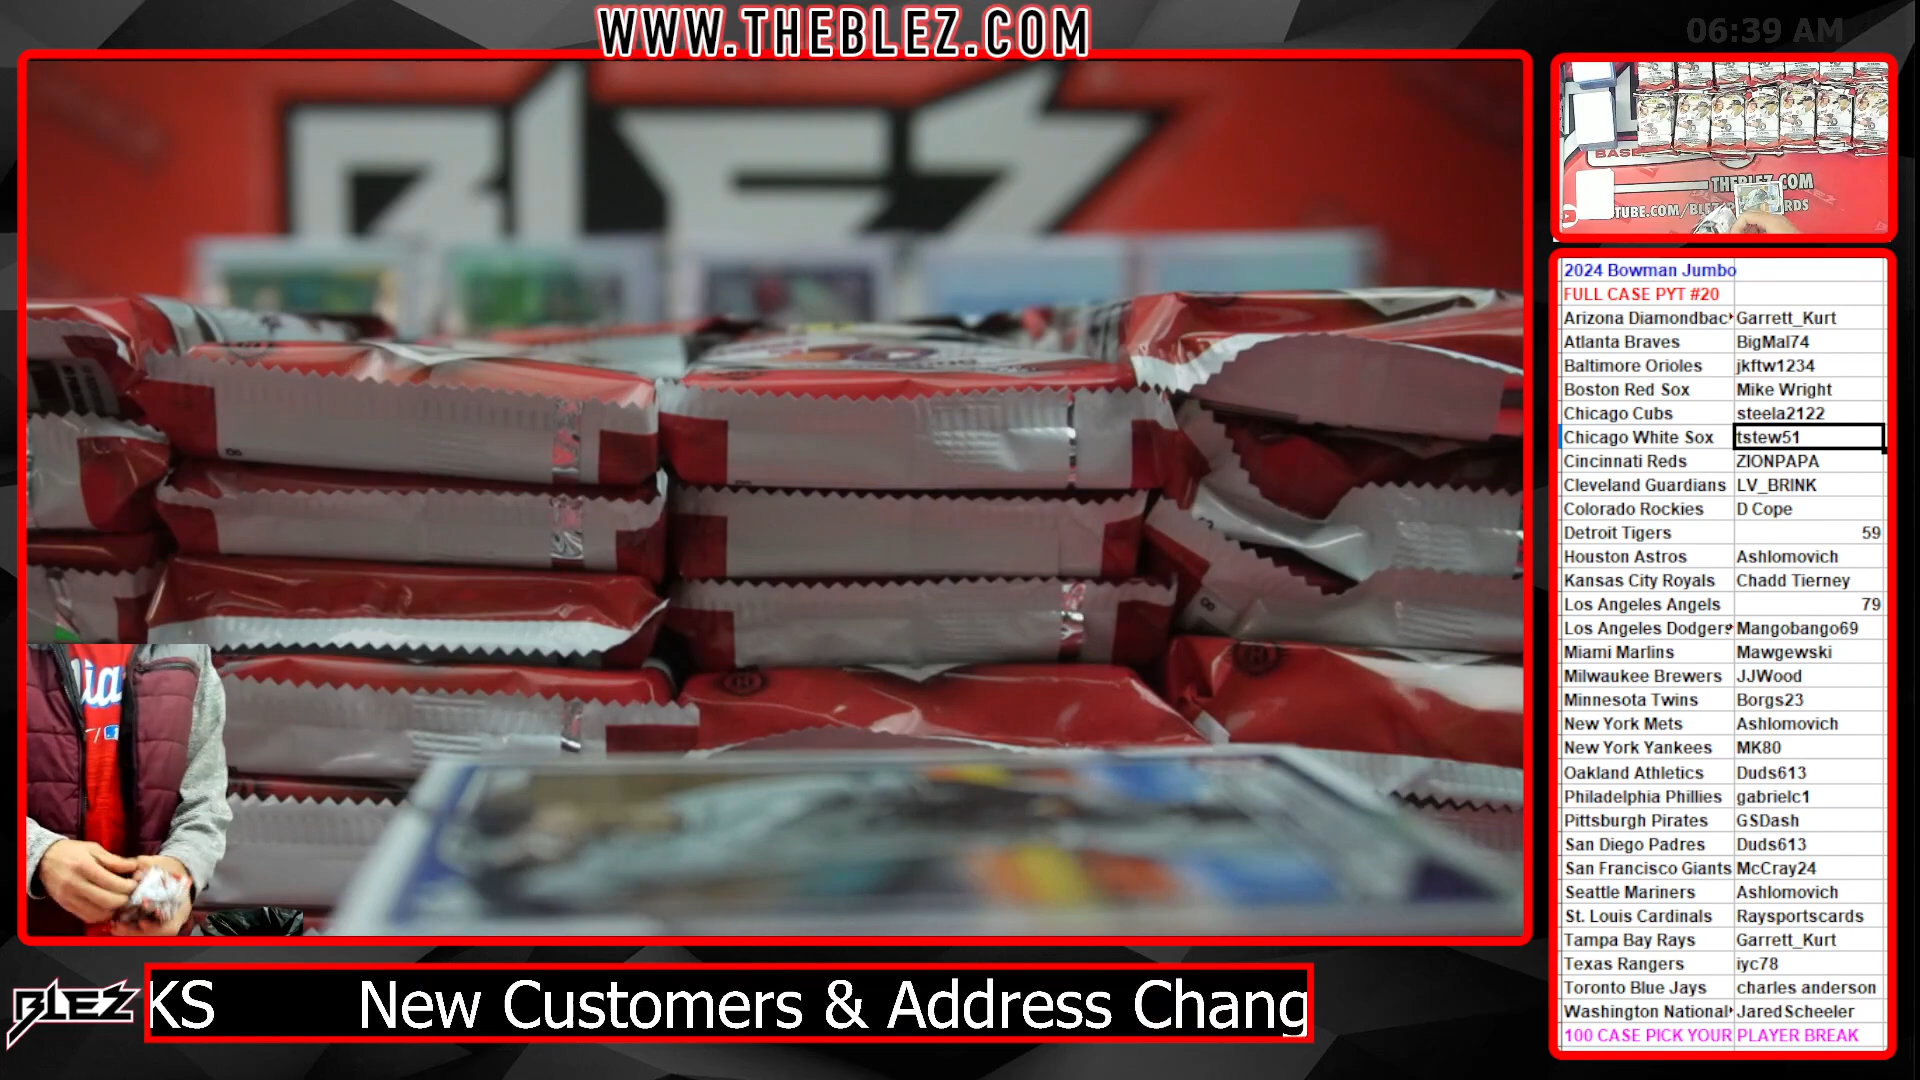 WWW.THEBLEZ.COM
06:39 AM
BLEZ
BASE
THEBLEZ.COM
2024 Bowman Jumbo
FULL CASE PYT #20
Arizona Diamondbac Garrett_Kurt
Atlanta Braves BigMal74
Baltimore Orioles jkftw1234
Boston Red Sox Mike Wright
Chicago Cubs steela2122
Chicago White Sox tstew51
Cincinnati Reds ZIONPAPA
Cleveland Guardians LV_BRINK
Colorado Rockies D Cope
Detroit Tigers 59
Houston Astros Ashlomovich
Kansas City Royals Chadd Tierney
Los Angeles Angels 79
Los Angeles Dodgers Mangobango69
Miami Marlins Mawgewski
Milwaukee Brewers JJWood
Minnesota Twins Borgs23
New York Mets Ashlomovich
New York Yankees MK80
Oakland Athletics Duds613
Philadelphia Phillies gabrielc1
Pittsburgh Pirates GSDash
San Diego Padres Duds613
San Francisco Giants McCray24
Seattle Mariners Ashlomovich
St. Louis Cardinals Raysportscards
Tampa Bay Rays Garrett_Kurt
Texas Rangers iyc78
Toronto Blue Jays charles anderson
Washington National JaredScheeler
100 CASE PICK YOUR PLAYER BREAK
BLEZ
KS New Customers & Address Chang